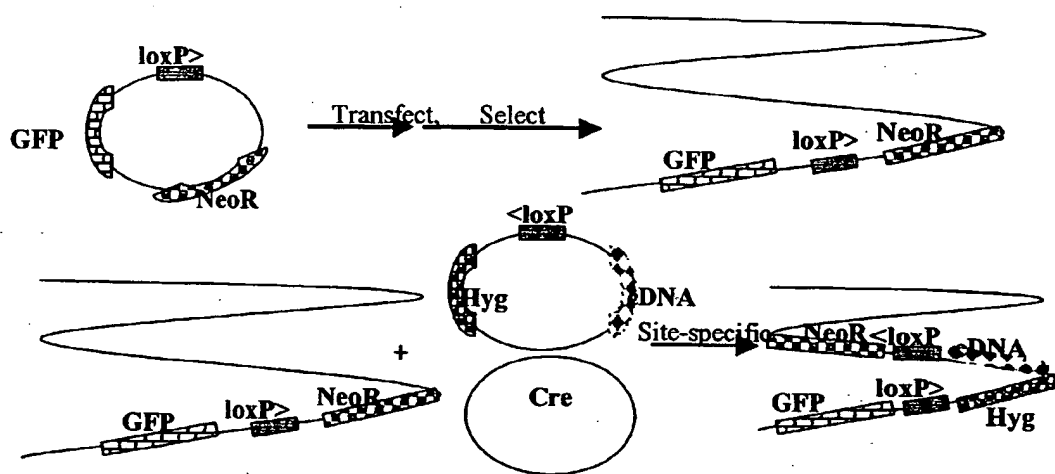 loxP>
GFP
NeoR
Transfect, Select
GFP
loxP>
NeoR
<loxP
Hyg
cDNA
Cre
+
GFP
loxP>
NeoR
Site-specific
NeoR
<loxP
cDNA
GFP
loxP>
Hyg